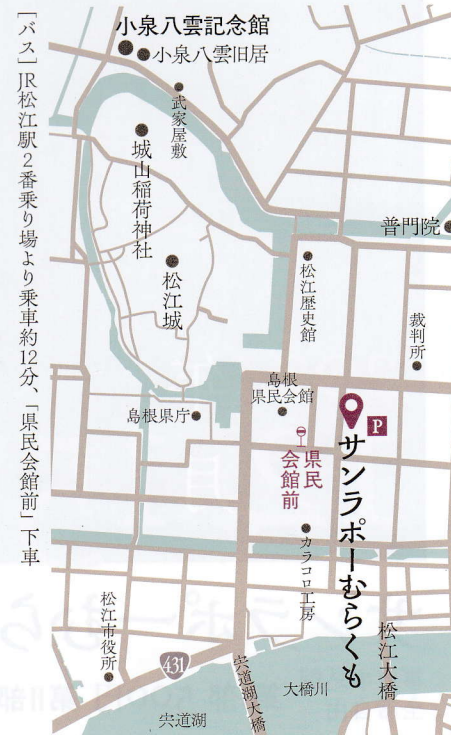 ［バス］JR松江駅2番乗り場より乗車約12分、「県民会館前」下車
小泉八雲記念館
小泉八雲旧居
武家屋敷
城山稲荷神社
松江城
普門院
松江歴史館
裁判所
島根
県民会館
島根県庁
P
サンラポーむらくも
県民
会館前
カラコロ工房
松江市役所
431
松江大橋
宍道湖大橋
大橋川
宍道湖